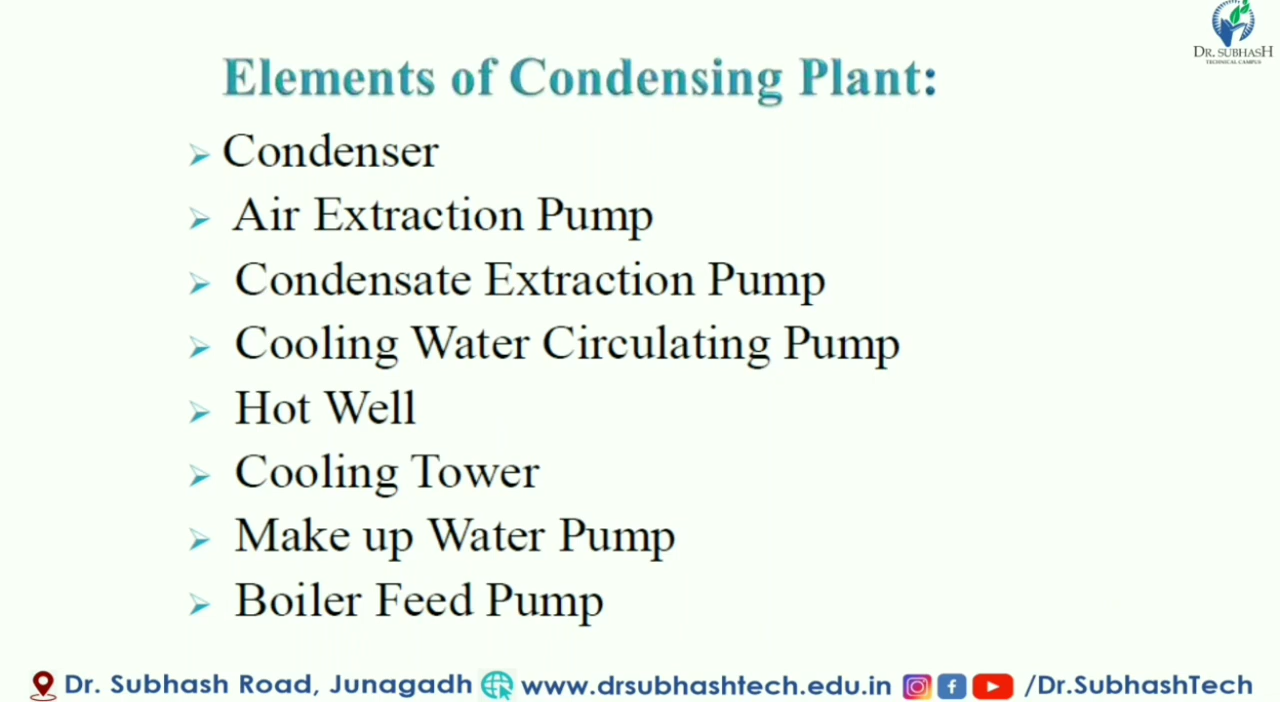 DR. SUBHASH
TECHNICAL CAMPUS
Elements of Condensing Plant:
Condenser
Air Extraction Pump
Condensate Extraction Pump
Cooling Water Circulating Pump
Hot Well
Cooling Tower
Make up Water Pump
Boiler Feed Pump
Dr. Subhash Road, Junagadh www.drsubhashtech.edu.in /Dr.SubhashTech